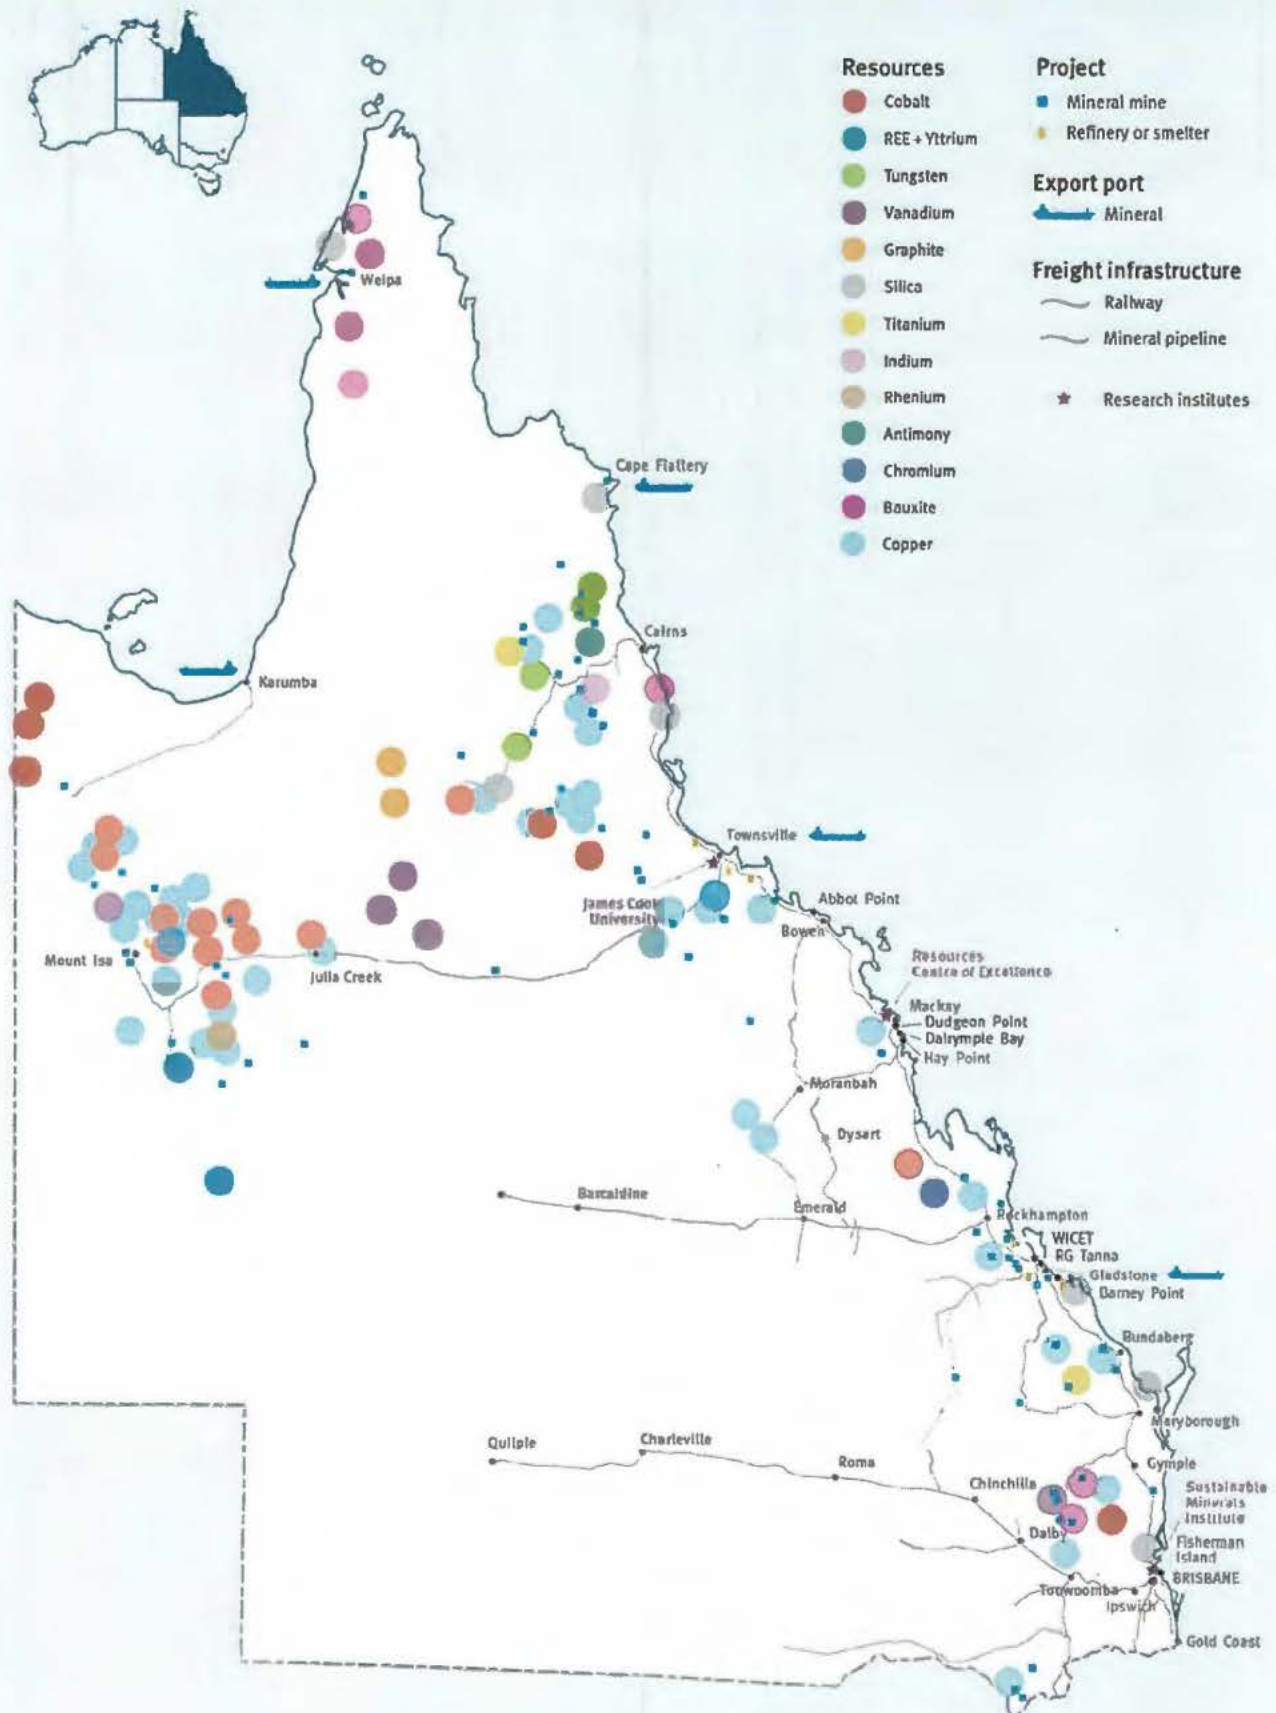 Resources
Cobalt
REE + Yttrium
Tungsten
Vanadium
Graphite
Silica
Titanium
Indium
Rhenium
Antimony
Chromium
Bauxite
Copper
Project
Mineral mine
Refinery or smelter
Export port
Mineral
Freight infrastructure
Railway
Mineral pipeline
Research institutes
Weipa
Cape Flattery
Cairns
Karumba
Townsville
James Cook
University
Abbot Point
Bowen
Mount Isa
Julia Creek
Resources
Centre of Excellence
Mackay
Dudgeon Point
Dalrymple Bay
Hay Point
Moranbah
Dysart
Barcaldine
Emerald
Rockhampton
WICET
RG Tanna
Gladstone
Barney Point
Bundaberg
Maryborough
Quilpie
Charleville
Roma
Gympie
Chinchilla
Sustainable
Minerals
Institute
Dalby
Fisherman
Island
BRISBANE
Toowoomba
Ipswich
Gold Coast